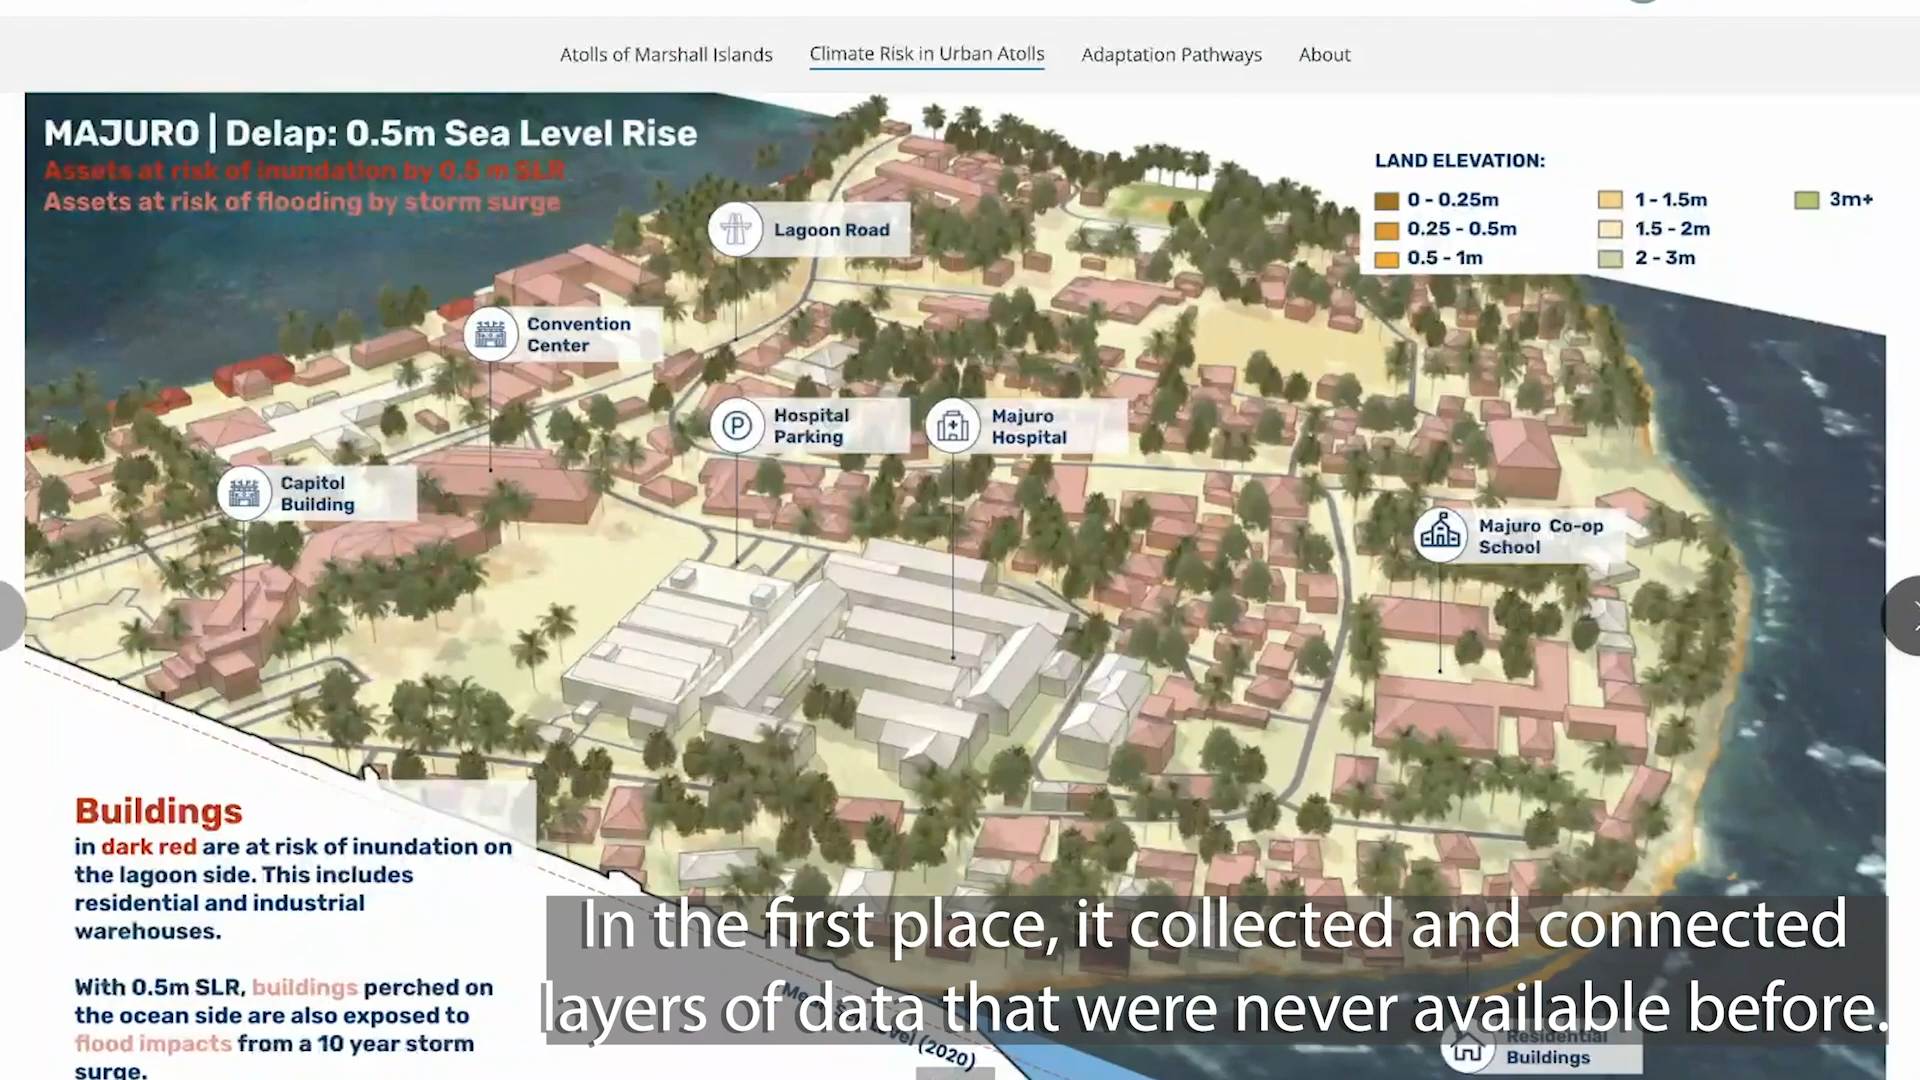 Atolls of Marshall Islands
Climate Risk in Urban Atolls
Adaptation Pathways
About
MAJURO | Delap: 0.5m Sea Level Rise
Assets at risk of inundation by 0.5 m SLR
Assets at risk of flooding by storm surge
LAND ELEVATION:
0 - 0.25m
0.25 - 0.5m
0.5 - 1m
1 - 1.5m
1.5 - 2m
2 - 3m
3m+
Lagoon Road
Convention
Center
Hospital
Parking
Majuro
Hospital
Capitol
Building
Majuro Co-op
School
Buildings
in dark red are at risk of inundation on
the lagoon side. This includes
residential and industrial
warehouses.
With 0.5m SLR, buildings perched on
the ocean side are also exposed to
flood impacts from a 10 year storm
surge.
In the first place, it collected and connected
layers of data that were never available before.
(2020)
Residential
Buildings